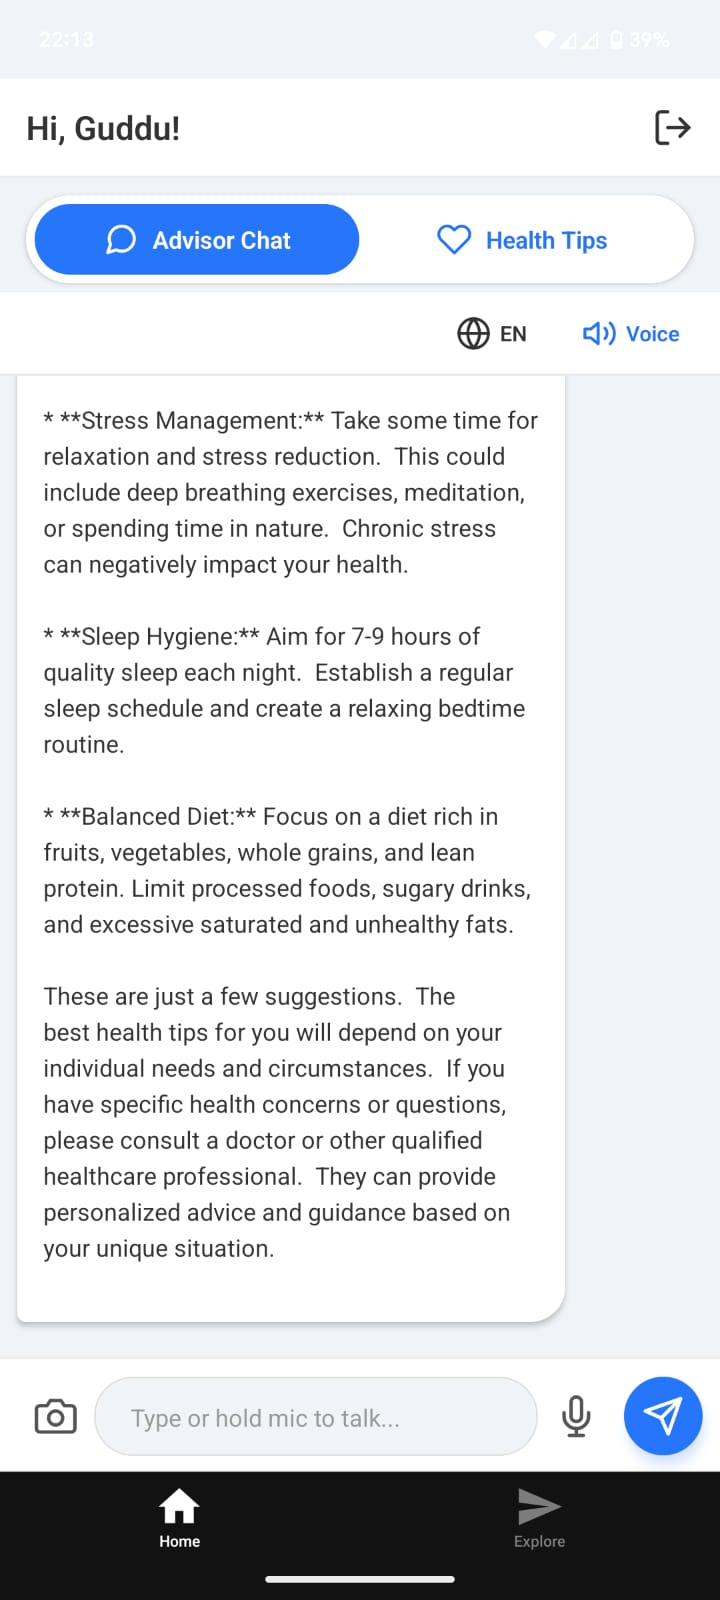 22:13
39%
Hi, Guddu!
Advisor Chat
Health Tips
EN
Voice
* **Stress Management:** Take some time for
relaxation and stress reduction.  This could
include deep breathing exercises, meditation,
or spending time in nature.  Chronic stress
can negatively impact your health.
* **Sleep Hygiene:** Aim for 7-9 hours of
quality sleep each night.  Establish a regular
sleep schedule and create a relaxing bedtime
routine.
* **Balanced Diet:** Focus on a diet rich in
fruits, vegetables, whole grains, and lean
protein. Limit processed foods, sugary drinks,
and excessive saturated and unhealthy fats.
These are just a few suggestions.  The
best health tips for you will depend on your
individual needs and circumstances.  If you
have specific health concerns or questions,
please consult a doctor or other qualified
healthcare professional.  They can provide
personalized advice and guidance based on
your unique situation.
Type or hold mic to talk...
Home
Explore